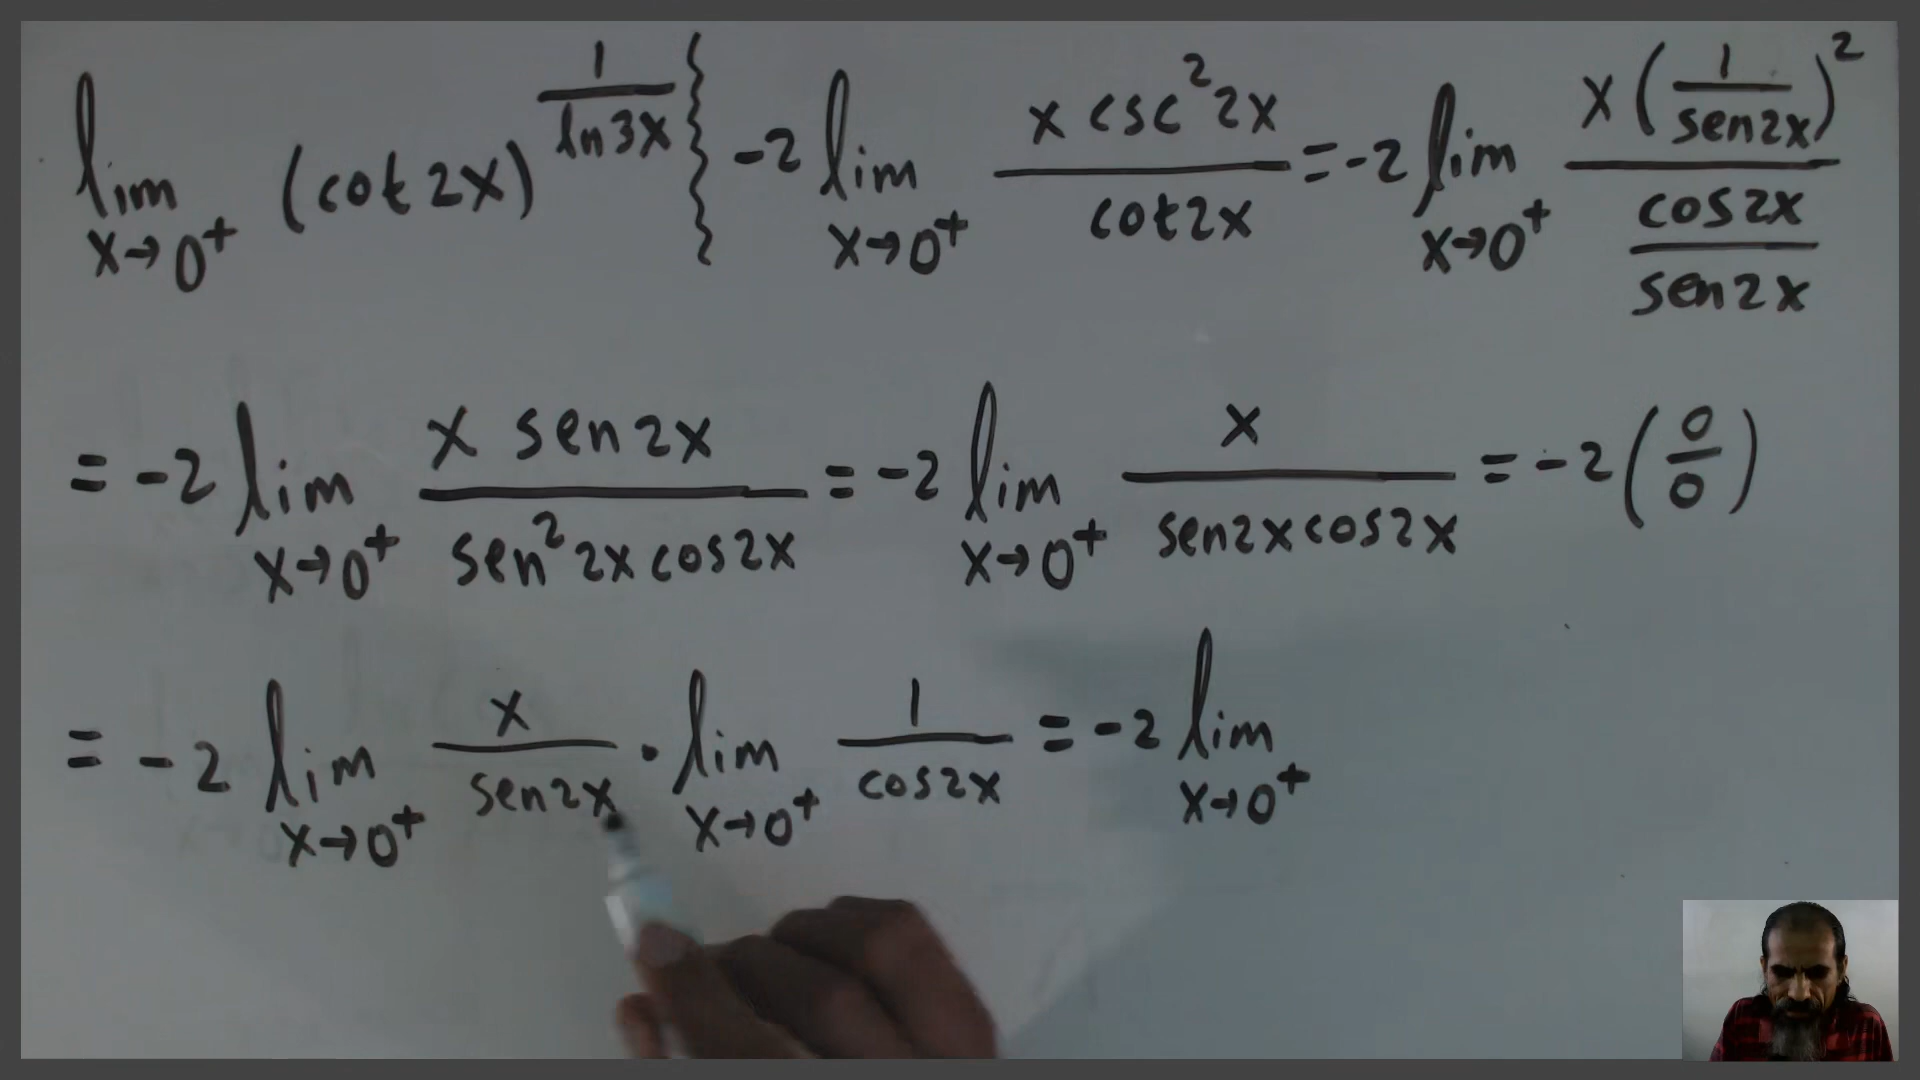 lim x→0⁺ (cot2x)^(1/ln3x) } -2 lim x→0⁺ (x csc²2x)/(cot2x) = -2 lim x→0⁺ (x(1/sen2x)²)/(cos2x/sen2x)
= -2 lim x→0⁺ (x sen2x)/(sen²2x cos2x) = -2 lim x→0⁺ x/(sen2x cos2x) = -2(0/0)
= -2 lim x→0⁺ x/sen2x · lim x→0⁺ 1/cos2x = -2 lim x→0⁺